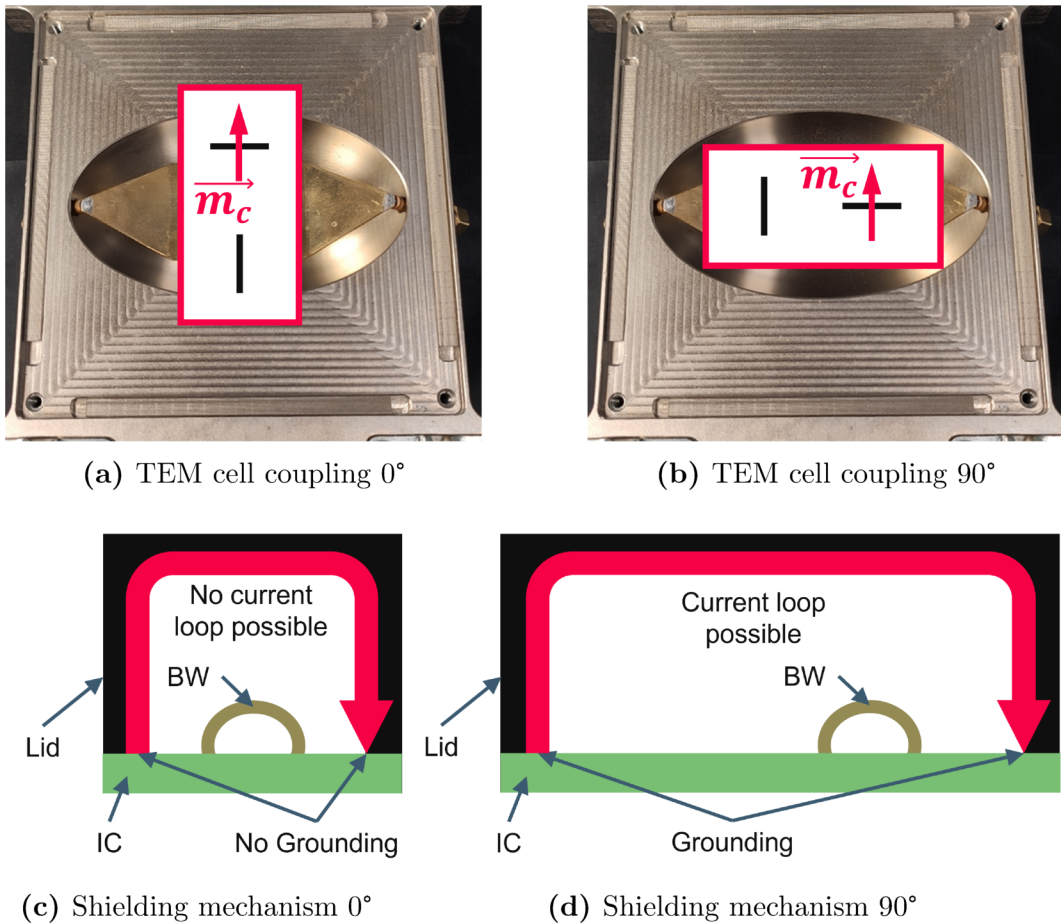 m_c
m_c
(a) TEM cell coupling 0°
(b) TEM cell coupling 90°
No current
loop possible
BW
Lid
IC
No Grounding
Current loop
possible
BW
Lid
IC
Grounding
(c) Shielding mechanism 0°
(d) Shielding mechanism 90°